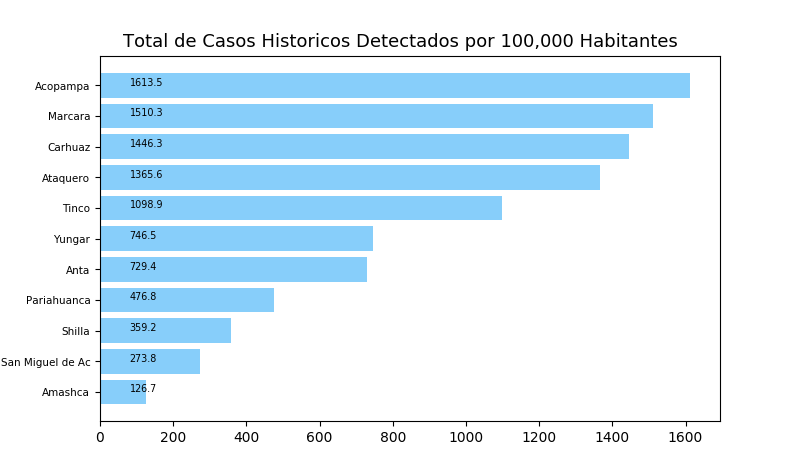 Total de Casos Historicos Detectados por 100,000 Habitantes
Acopampa 1613.5
Marcara 1510.3
Carhuaz 1446.3
Ataquero 1365.6
Tinco 1098.9
Yungar 746.5
Anta 729.4
Pariahuanca 476.8
Shilla 359.2
San Miguel de Ac 273.8
Amashca 126.7
0 200 400 600 800 1000 1200 1400 1600